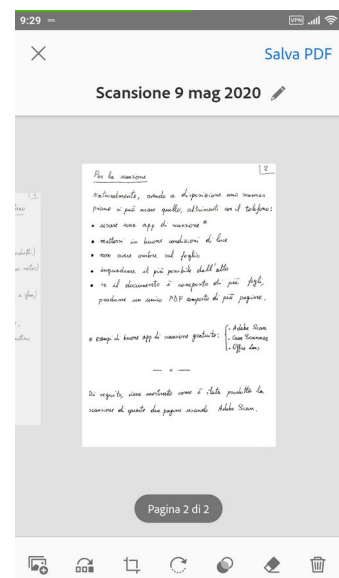 9:29
VPN
Salva PDF
Scansione 9 mag 2020
2
Per la scansione
Naturalmente, avendo a disposizione uno scanner
piano si può usare quello, altrimenti con il telefono:
• usare una app di scansione *
• mettersi in buone condizioni di luce
• non avere ombre sul foglio
• inquadrare il più possibile dall'alto
• se il documento è composto di più fogli,
produrre un unico PDF composto di più pagine.
* esempi di buone app di scansione gratuite: - Adobe Scan
- Cam Scanner
- Office Lens
— o —
Di seguito, viene mostrato come è stata prodotta la
scansione di queste due pagine usando Adobe Scan.
Pagina 2 di 2